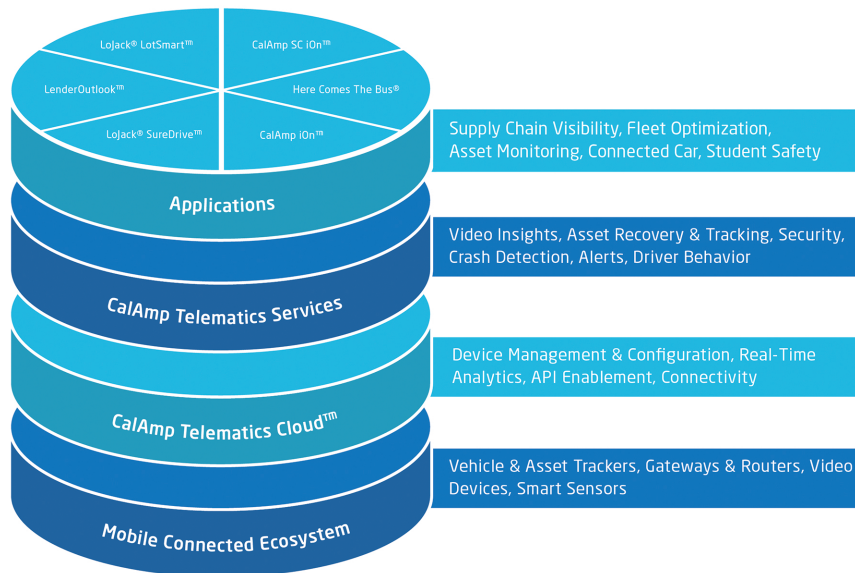 LoJack® LotSmart™
CalAmp SC iOn™
LenderOutlook™
Here Comes The Bus®
LoJack® SureDrive™
CalAmp iOn™
Applications
Supply Chain Visibility, Fleet Optimization,
Asset Monitoring, Connected Car, Student Safety
CalAmp Telematics Services
Video Insights, Asset Recovery & Tracking, Security,
Crash Detection, Alerts, Driver Behavior
CalAmp Telematics Cloud™
Device Management & Configuration, Real-Time
Analytics, API Enablement, Connectivity
Mobile Connected Ecosystem
Vehicle & Asset Trackers, Gateways & Routers, Video
Devices, Smart Sensors